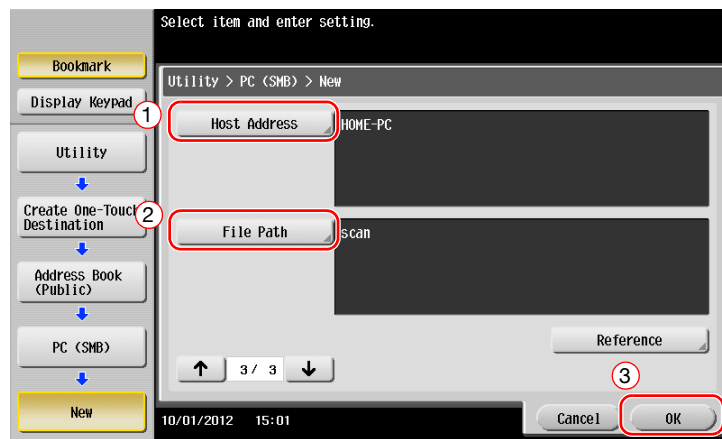 Select item and enter setting.
Bookmark
Display Keypad
Utility
Create One-Touch
Destination
Address Book
(Public)
PC (SMB)
New
Utility > PC (SMB) > New
1
Host Address
HOME-PC
2
File Path
scan
Reference
↑ 3/ 3 ↓
3
10/01/2012 15:01
Cancel
OK